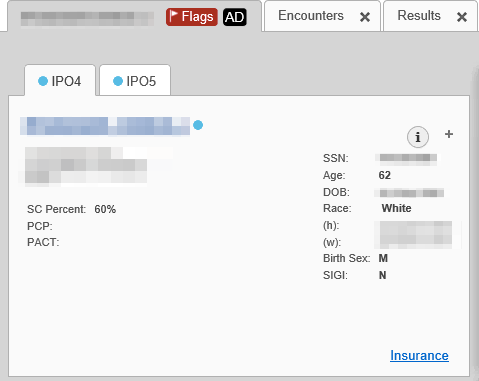 Flags AD Encounters Results
IPO4 IPO5
SSN:
Age: 62
DOB:
SC Percent: 60% Race: White
PCP: (h):
PACT: (w):
Birth Sex: M
SIGI: N
Insurance